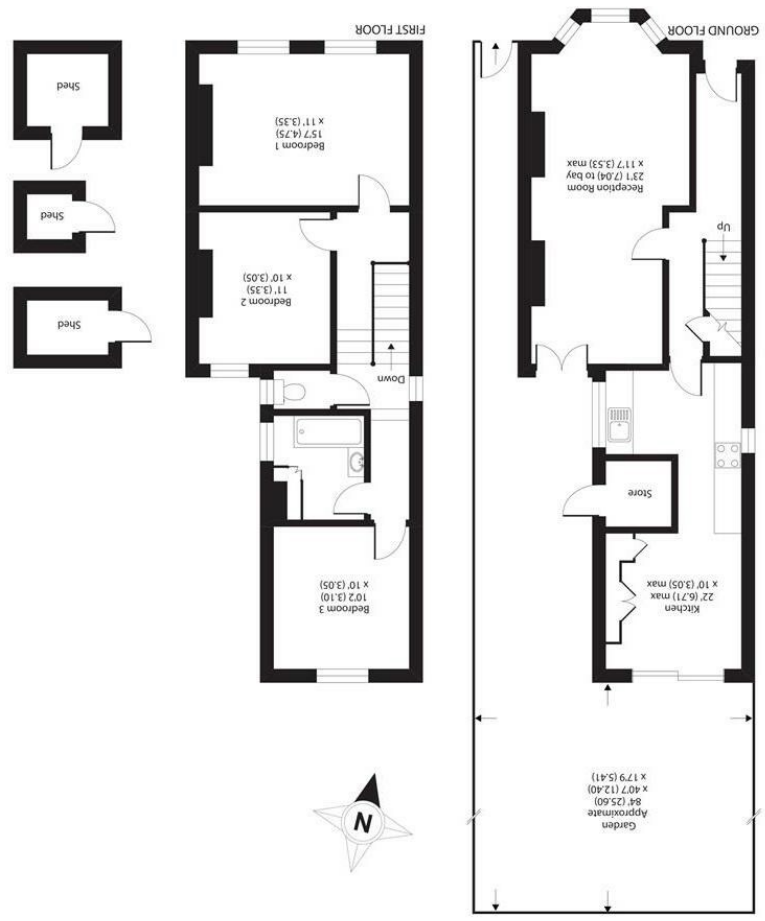 GROUND FLOOR
Reception Room
23'1 (7.04) to bay
x 11'7 (3.53) max
Up
Store
Kitchen
22' (6.71) max
x 10' (3.05) max
Garden
Approximate
84' (25.60)
x 40'7 (12.40)
x 17'9 (5.41)
FIRST FLOOR
Bedroom 1
15'7 (4.75)
x 11' (3.35)
Bedroom 2
11' (3.35)
x 10' (3.05)
Down
Bedroom 3
10'2 (3.10)
x 10' (3.05)
N
Shed
Shed
Shed